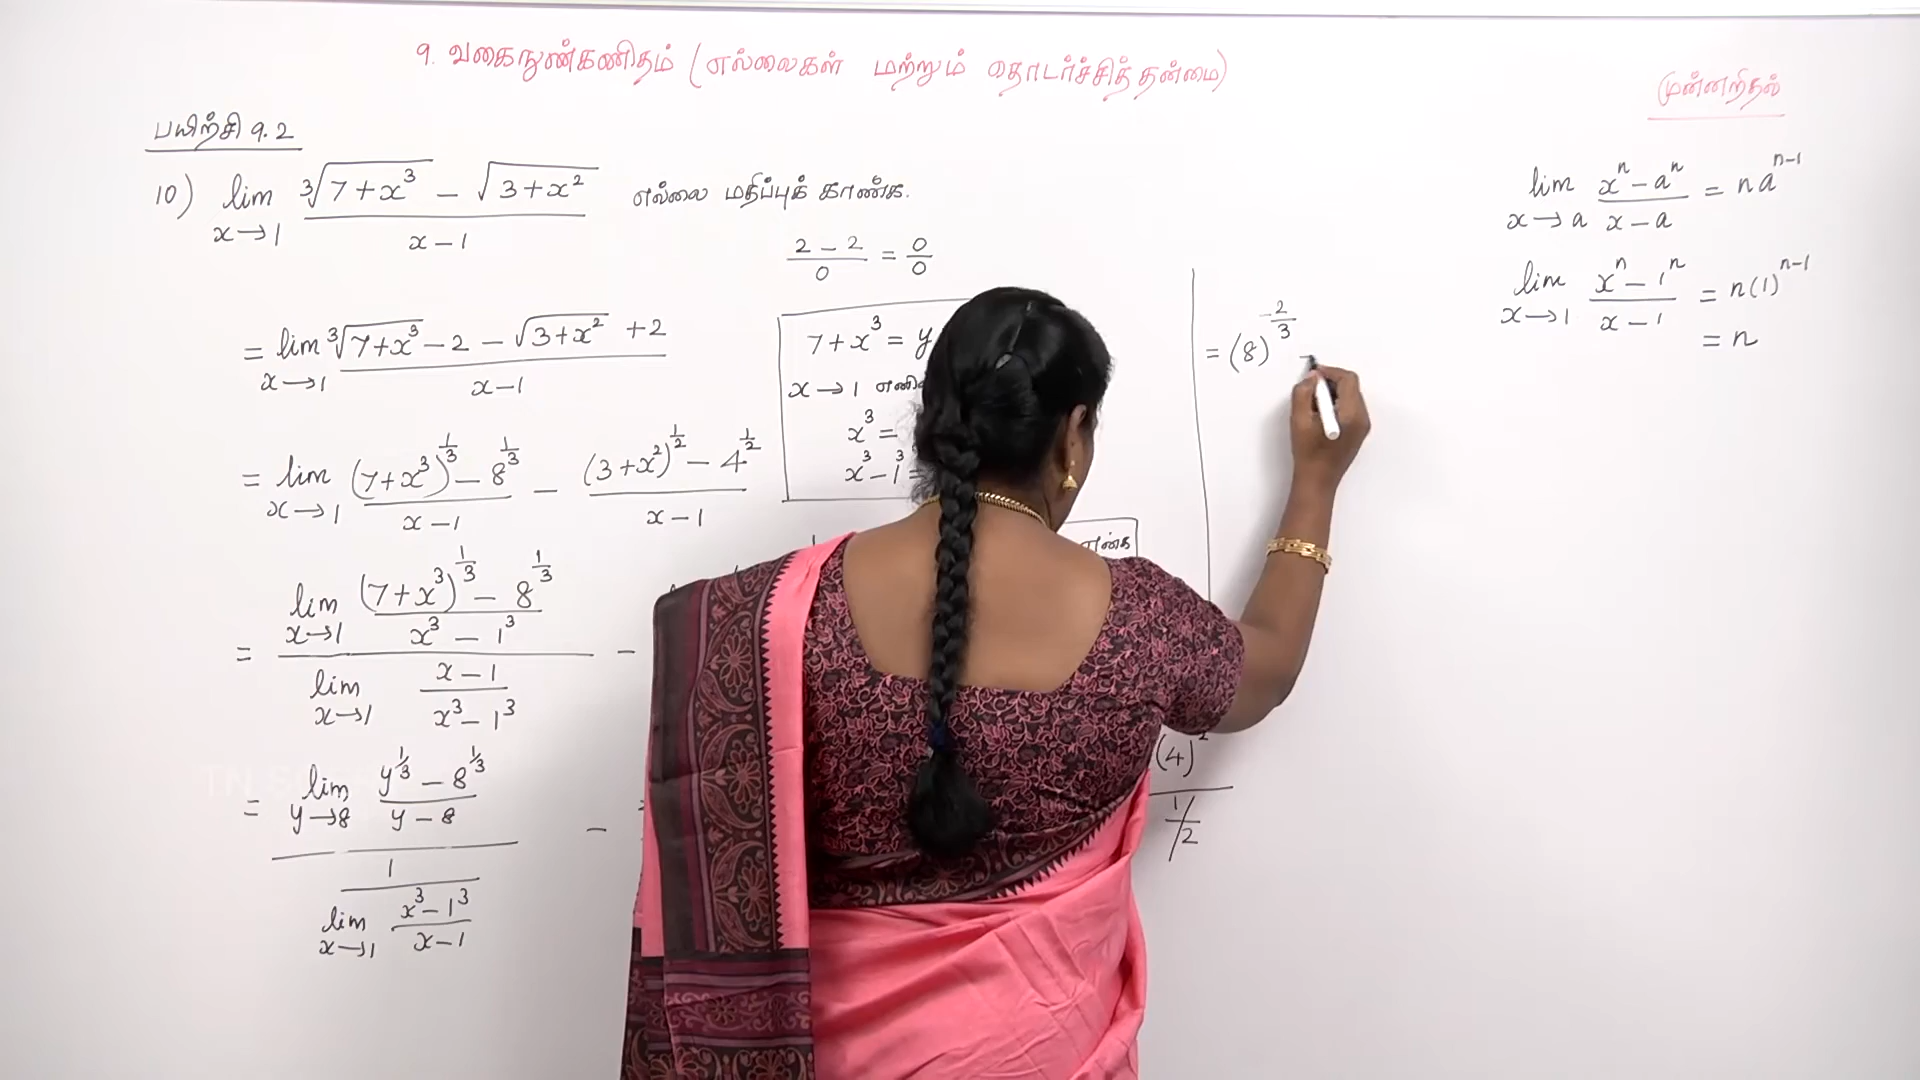 9. வகைநுண்கணிதம் (எல்லைகள் மற்றும் தொடர்ச்சித் தன்மை)
முன்னறிதல்
பயிற்சி 9.2
10) lim x→1 (∛(7+x³) − √(3+x²)) / (x−1) எல்லை மதிப்புக் காண்க.
(2−2)/0 = 0/0
= lim x→1 (∛(7+x³) −2 − √(3+x²) +2) / (x−1)
= lim x→1 ((7+x³)^(1/3) − 8^(1/3)) / (x−1) − ((3+x²)^(1/2) − 4^(1/2)) / (x−1)
= (lim x→1 ((7+x³)^(1/3) − 8^(1/3)) / (x³−1³)) / (lim x→1 (x−1)/(x³−1³)) −
= (lim y→8 (y^(1/3) − 8^(1/3)) / (y−8)) / (1 / (lim x→1 (x³−1³)/(x−1))) −
7+x³ = y
x→1
x³ =
x³−1³ =
என்க
(4)
1/2
= (8)^(−2/3) −
lim x→a (xⁿ−aⁿ)/(x−a) = na^(n−1)
lim x→1 (xⁿ−1ⁿ)/(x−1) = n(1)^(n−1)
= n